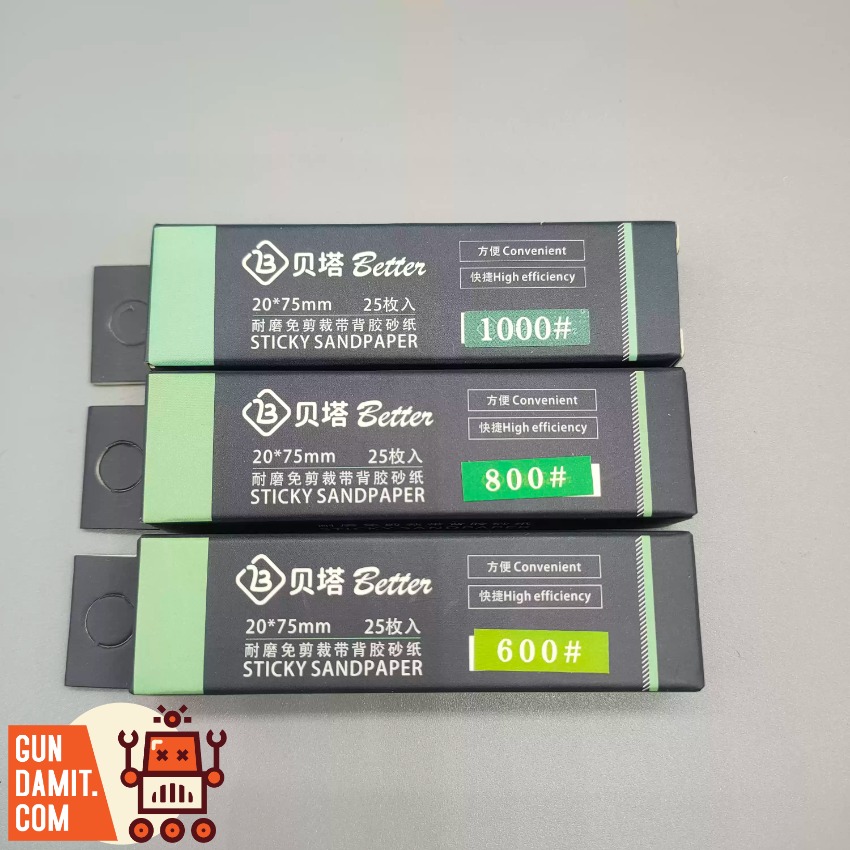 贝塔 Better
方便 Convenient
快捷High efficiency
20*75mm 25枚入
耐磨免剪裁带背胶砂纸
STICKY SANDPAPER
1000#
贝塔 Better
方便 Convenient
快捷High efficiency
20*75mm 25枚入
耐磨免剪裁带背胶砂纸
STICKY SANDPAPER
800#
贝塔 Better
方便 Convenient
快捷High efficiency
20*75mm 25枚入
耐磨免剪裁带背胶砂纸
STICKY SANDPAPER
600#
GUN
DAMIT.
COM